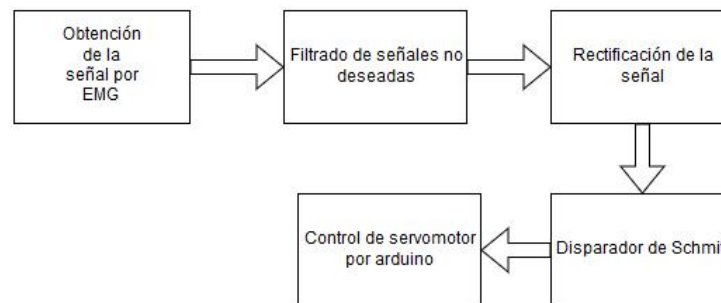 Obtención
de la
señal por
EMG
Filtrado de señales no
deseadas
Rectificación de la
señal
Disparador de Schmit
Control de servomotor
por arduino